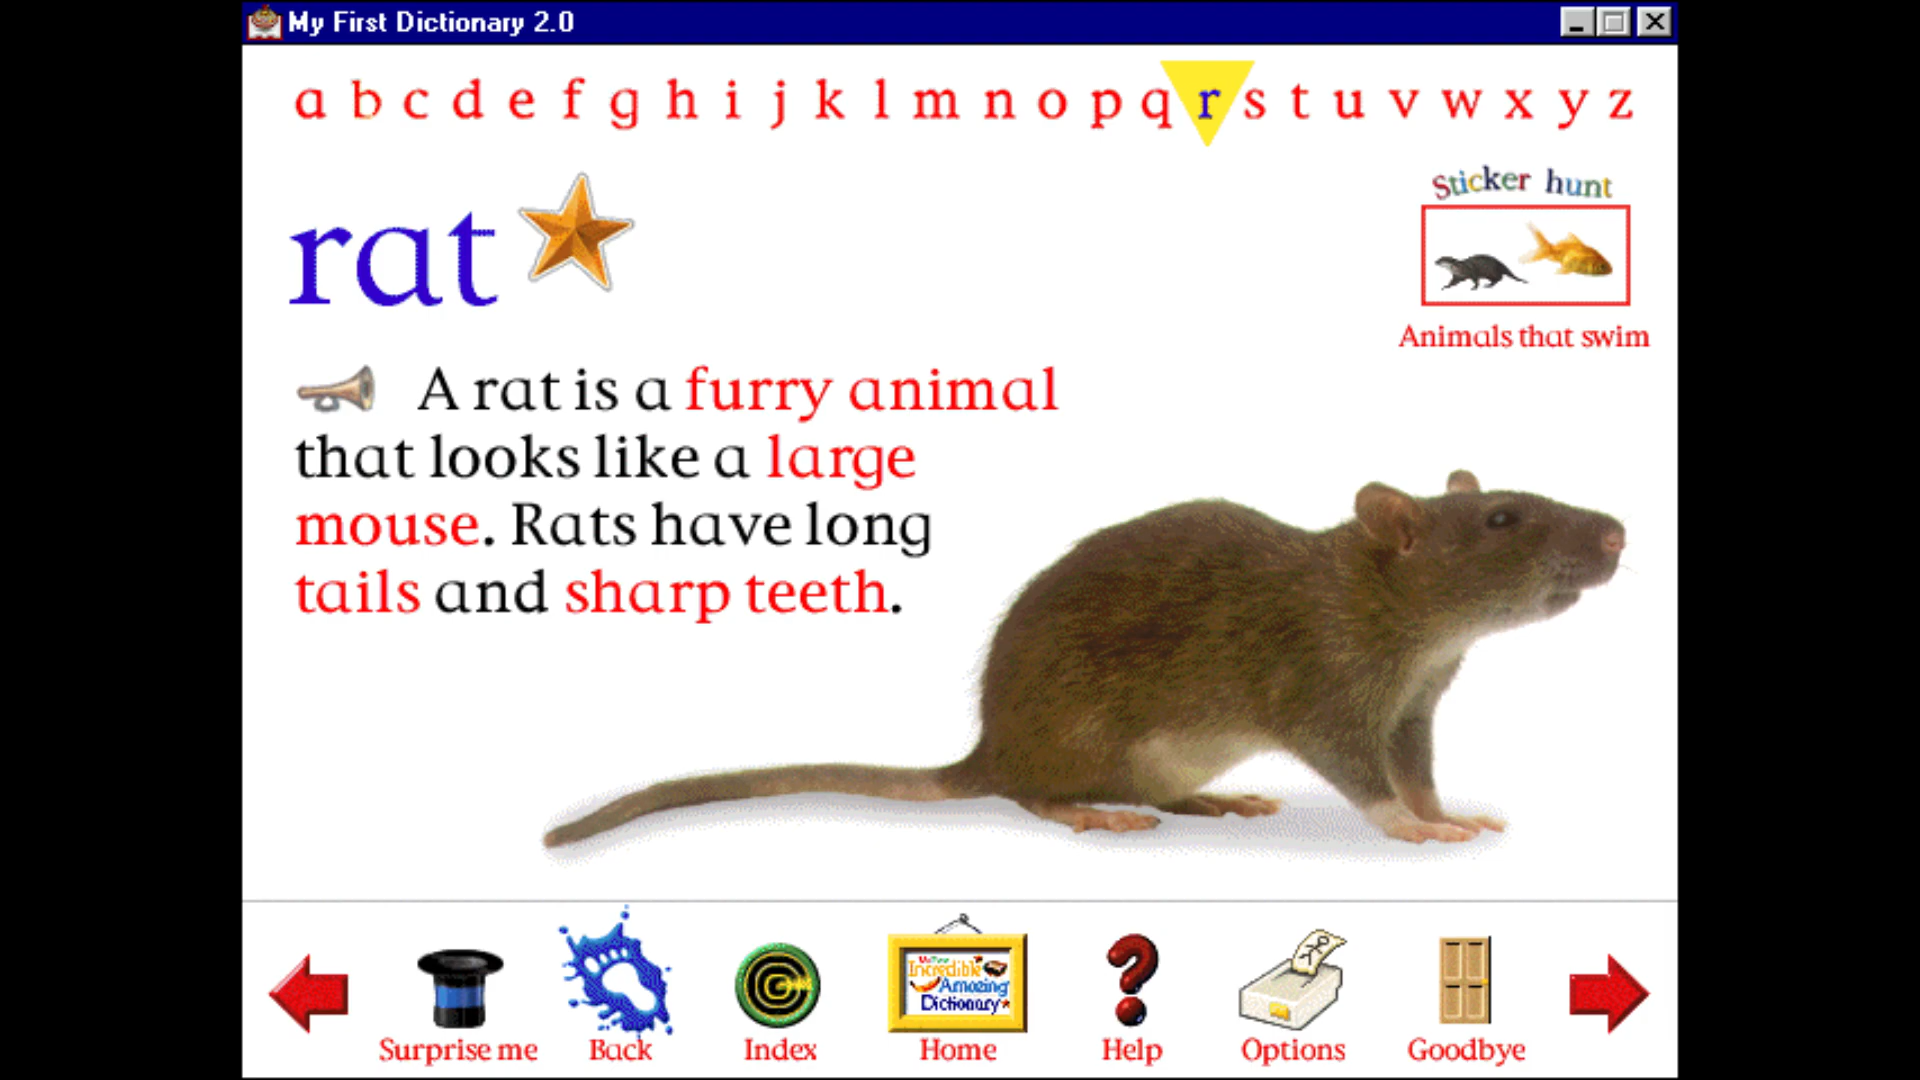 My First Dictionary 2.0
a b c d e f g h i j k l m n o p q r s t u v w x y z
rat
Sticker hunt
Animals that swim
A rat is a furry animal
that looks like a large
mouse. Rats have long
tails and sharp teeth.
My First
Incredible
Amazing
Dictionary
Surprise me
Back
Index
Home
Help
Options
Goodbye